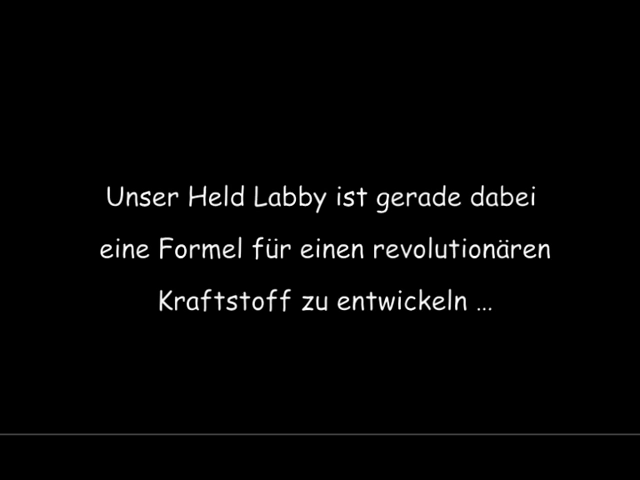 Unser Held Labby ist gerade dabei
eine Formel für einen revolutionären
Kraftstoff zu entwickeln ...